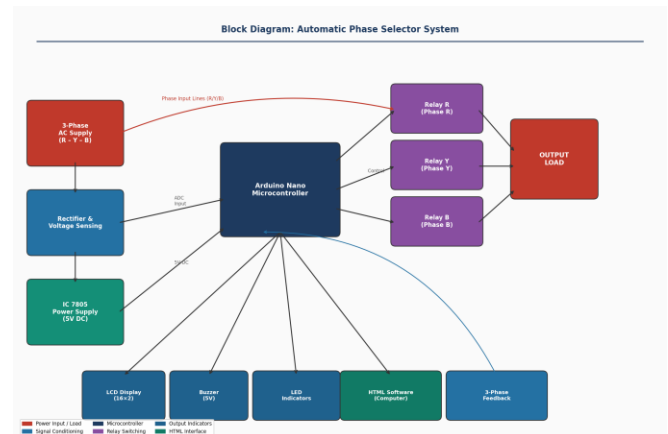 Block Diagram: Automatic Phase Selector System
Phase Input Lines (R/Y/B)
3-Phase
AC Supply
(R – Y – B)
Relay R
(Phase R)
Relay Y
(Phase Y)
Relay B
(Phase B)
OUTPUT
LOAD
Arduino Nano
Microcontroller
ADC
Input
Rectifier &
Voltage Sensing
IC 7805
Power Supply
(5V DC)
LCD Display
(16×2)
Buzzer
(5V)
LED
Indicators
HTML Software
(Computer)
3-Phase
Feedback
Power Input / Load
Microcontroller
Output Indicators
Signal Conditioning
Relay Switching
HTML Interface